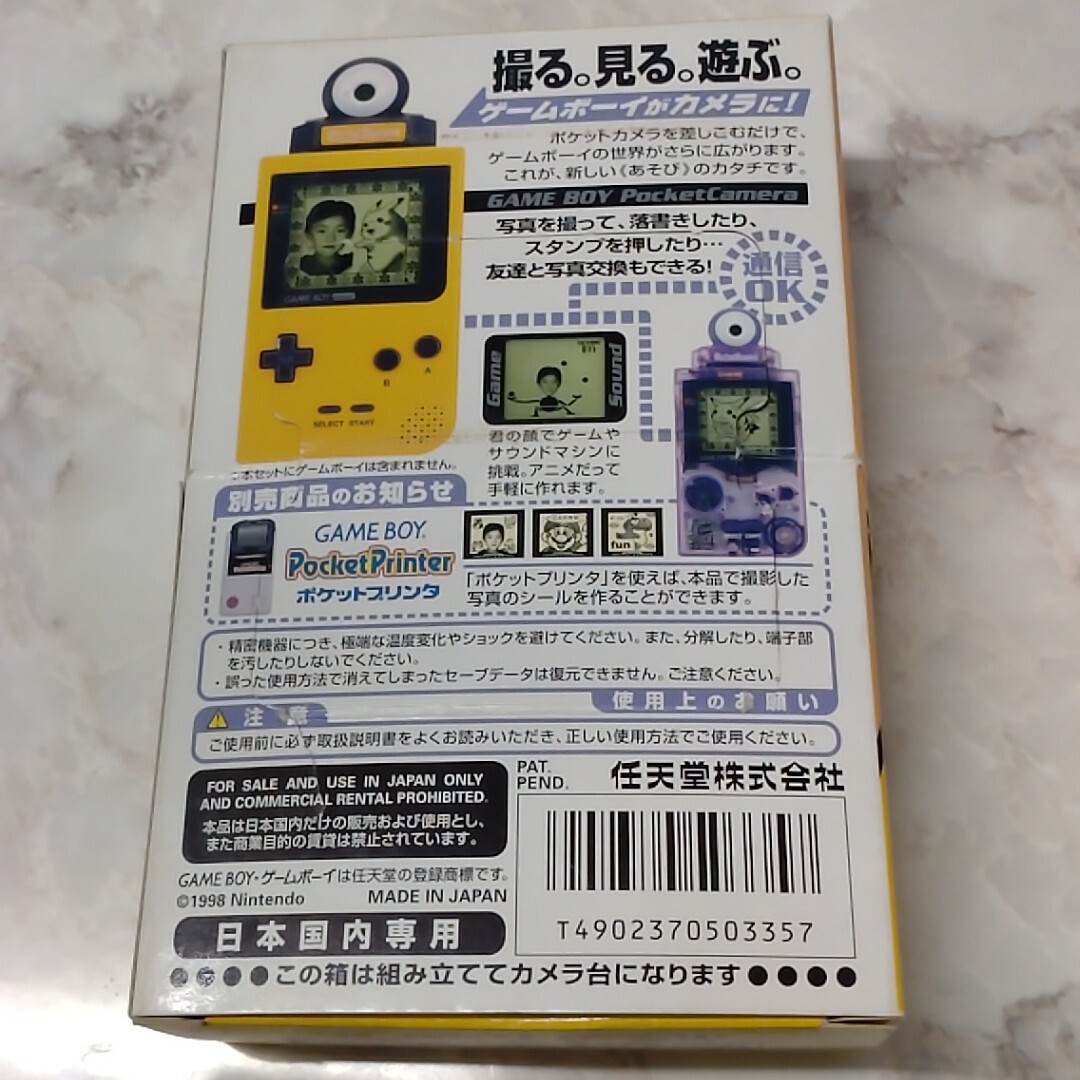 撮る。見る。遊ぶ。
ゲームボーイがカメラに!
ポケットカメラを差しこむだけで、
ゲームボーイの世界がさらに広がります。
これが、新しい《あそび》のカタチです。
GAME BOY PocketCamera
写真を撮って、落書きしたり、
スタンプを押したり…
友達と写真交換もできる!
通信
OK
GAME BOY
B
A
SELECT START
Game
Sound
君の顔でゲームや
サウンドマシンに
挑戦。アニメだって
手軽に作れます。
本セットにゲームボーイは含まれません。
別売商品のお知らせ
GAME BOY
PocketPrinter
ポケットプリンタ
fun
「ポケットプリンタ」を使えば、本品で撮影した
写真のシールを作ることができます。
・精密機器につき、極端な温度変化やショックを避けてください。また、分解したり、端子部
を汚したりしないでください。
・誤った使用方法で消えてしまったセーブデータは復元できません。ご注意ください。
使用上のお願い
注意
ご使用前に必ず取扱説明書をよくお読みいただき、正しい使用方法でご使用ください。
FOR SALE AND USE IN JAPAN ONLY
AND COMMERCIAL RENTAL PROHIBITED.
本品は日本国内だけの販売および使用とし、
また商業目的の賃貸は禁止されています。
PAT.
PEND.
任天堂株式会社
GAME BOY・ゲームボーイは任天堂の登録商標です。
©1998 Nintendo MADE IN JAPAN
日本国内専用
T4902370503357
●●●●この箱は組み立ててカメラ台になります●●●●